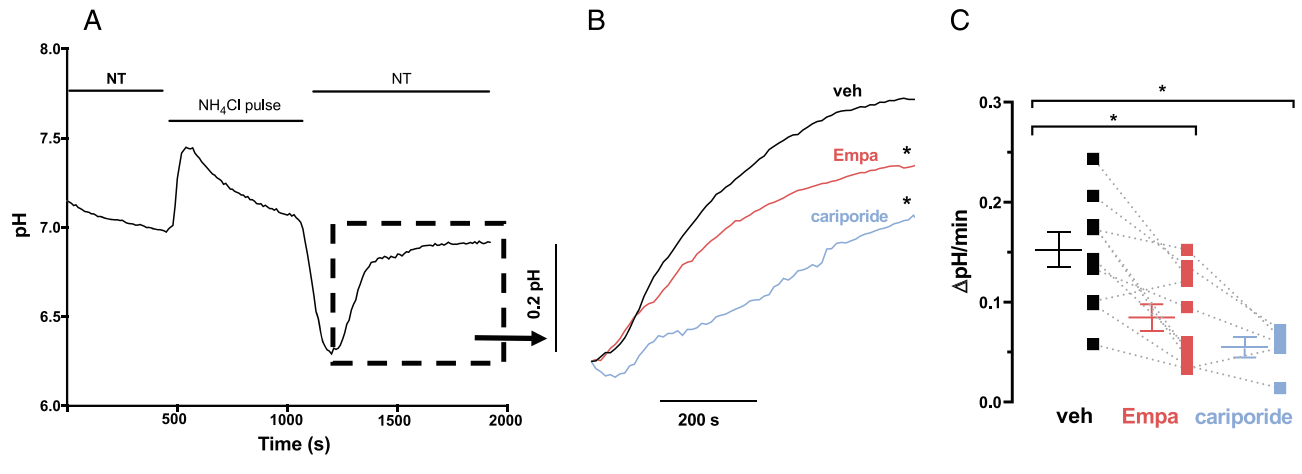 A
8.0
7.5
7.0
6.5
6.0
pH
NT
NH₄Cl pulse
NT
500
1000
1500
2000
Time (s)
0.2 pH
B
veh
Empa
*
cariporide
*
200 s
C
*
*
0.3
0.2
0.1
0.0
ΔpH/min
veh
Empa
cariporide